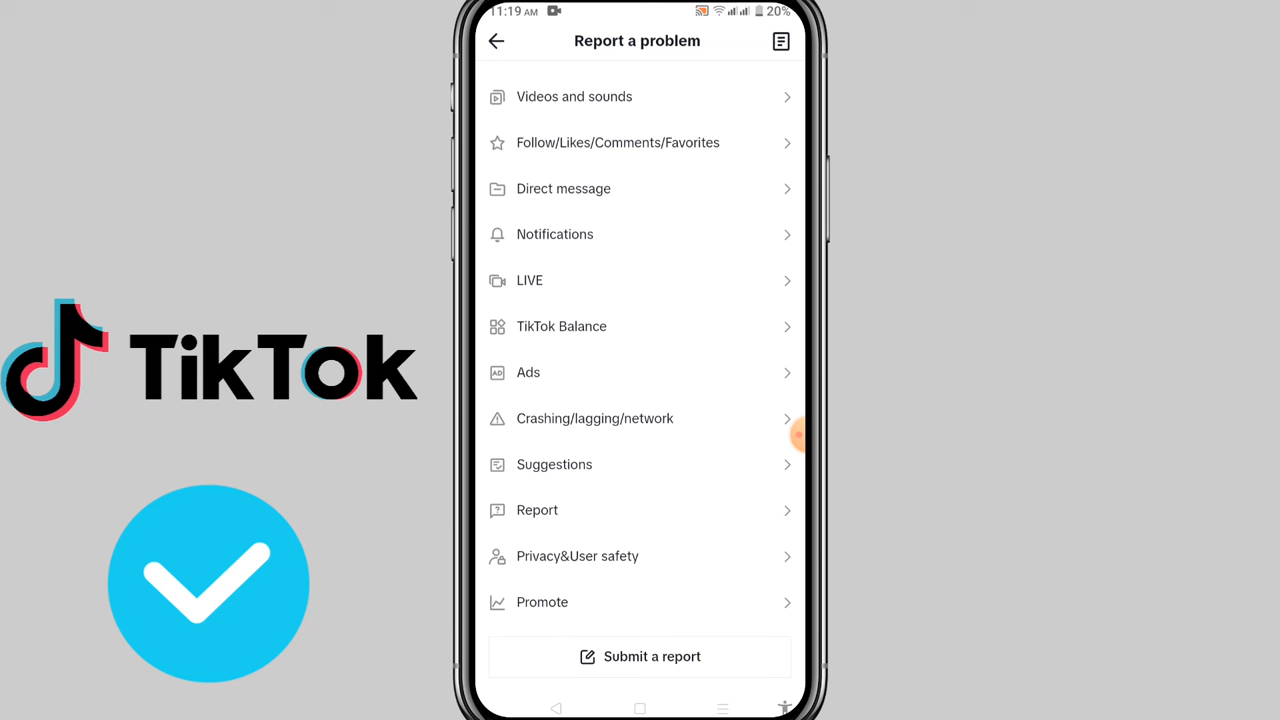 11:19 AM
20%
Report a problem
Videos and sounds
Follow/Likes/Comments/Favorites
Direct message
Notifications
LIVE
TikTok Balance
AD
Ads
Crashing/lagging/network
Suggestions
Report
Privacy&User safety
Promote
Submit a report
TikTok